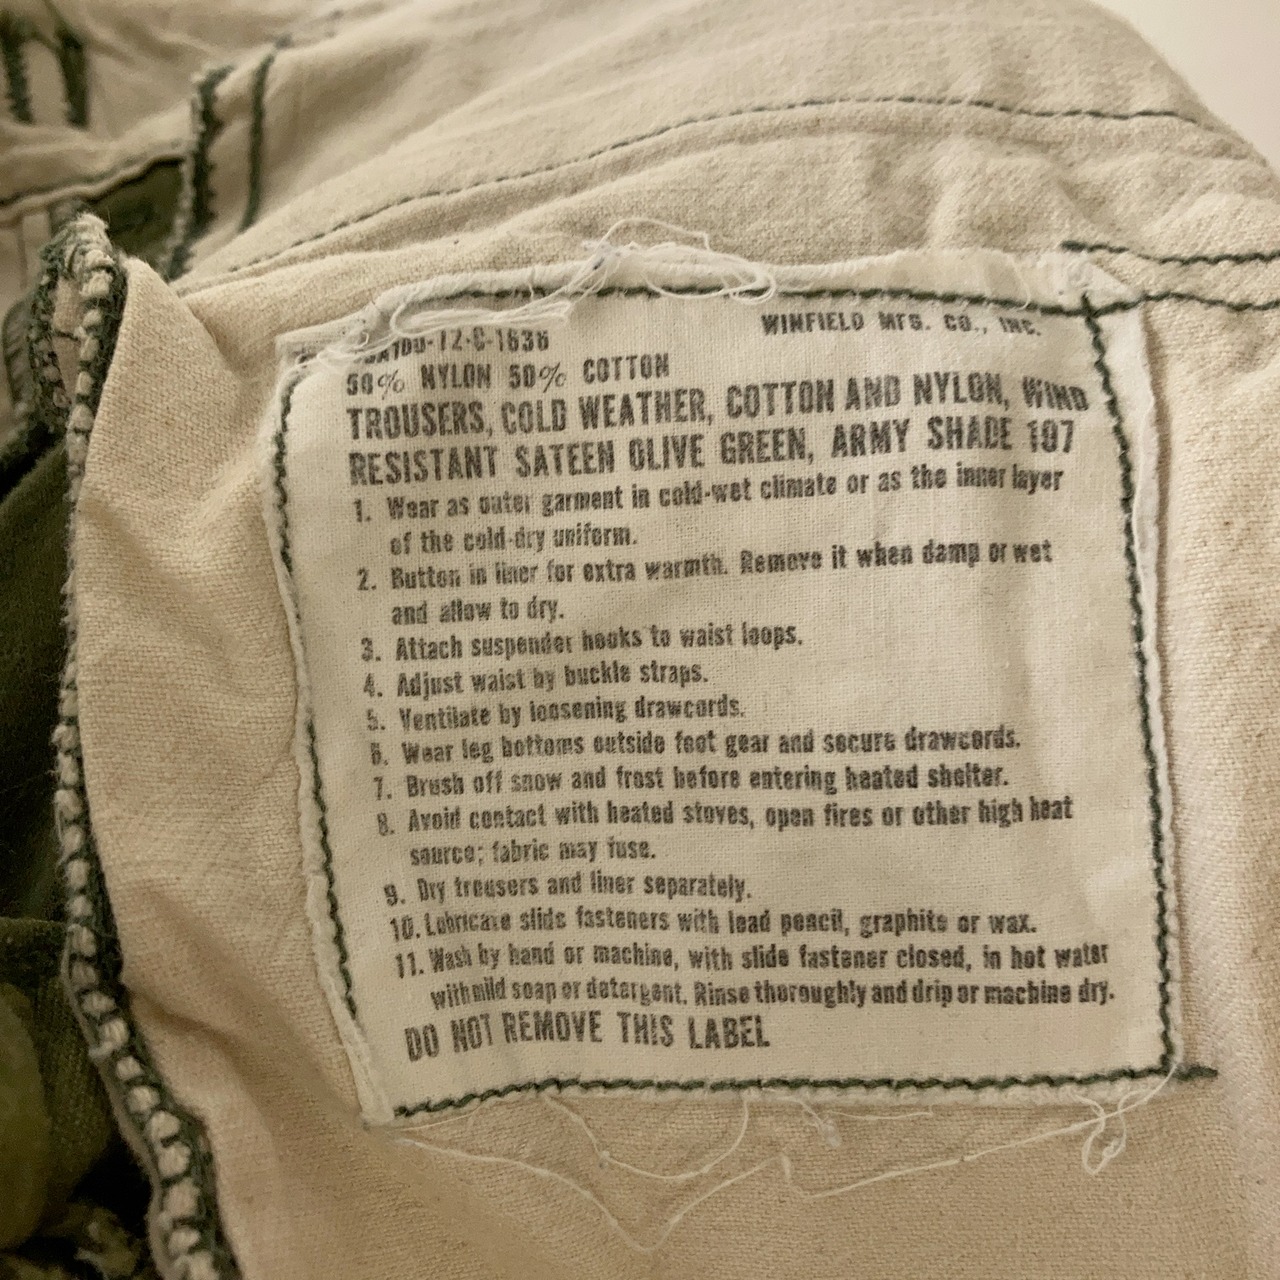 WINFIELD MFG. CO., INC.
100-72-C-1636
50% NYLON 50% COTTON
TROUSERS, COLD WEATHER, COTTON AND NYLON, WIND
RESISTANT SATEEN OLIVE GREEN, ARMY SHADE 107
1. Wear as outer garment in cold-wet climate or as the inner layer
of the cold-dry uniform.
2. Button in liner for extra warmth. Remove it when damp or wet
and allow to dry.
3. Attach suspender hooks to waist loops.
4. Adjust waist by buckle straps.
5. Ventilate by loosening drawcords.
6. Wear leg bottoms outside foot gear and secure drawcords.
7. Brush off snow and frost before entering heated shelter.
8. Avoid contact with heated stoves, open fires or other high heat
source; fabric may fuse.
9. Dry trousers and liner separately.
10. Lubricate slide fasteners with lead pencil, graphite or wax.
11. Wash by hand or machine, with slide fastener closed, in hot water
with mild soap or detergent. Rinse thoroughly and drip or machine dry.
DO NOT REMOVE THIS LABEL